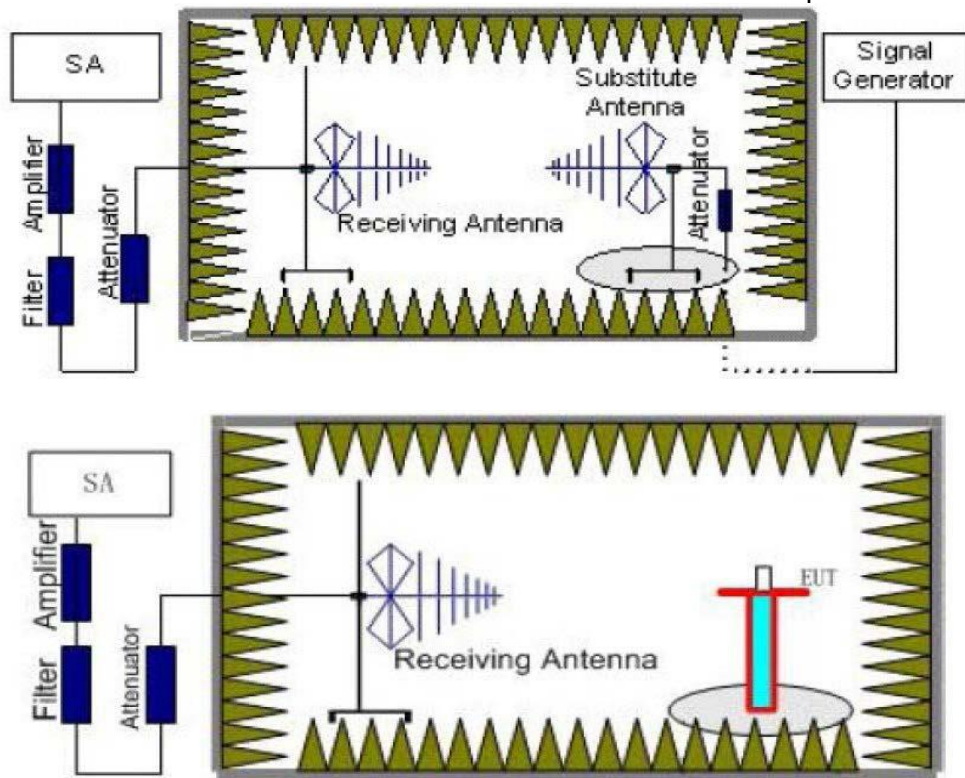 SA
Signal
Generator
Substitute
Antenna
Amplifier
Attenuator
Receiving Antenna
Attenuator
Filter
SA
Amplifier
EUT
Receiving Antenna
Filter
Attenuator